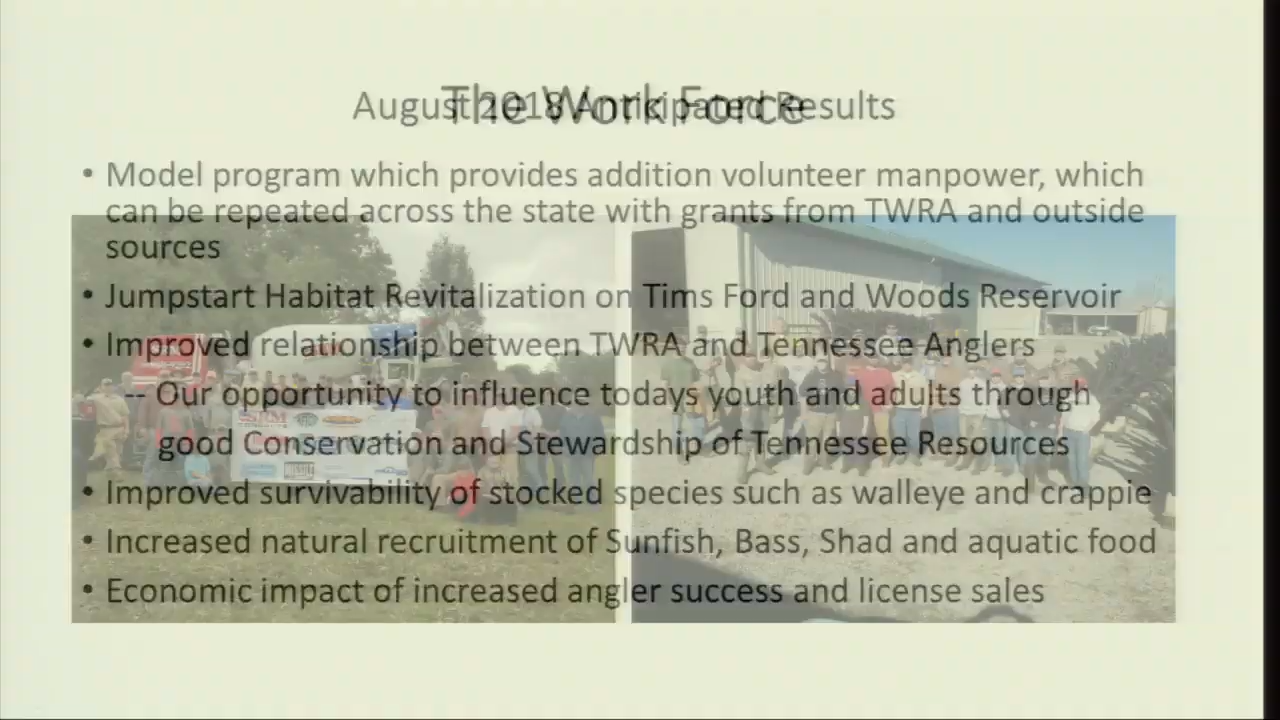 The Work Force
August 2018 Anticipated Results
• Model program which provides addition volunteer manpower, which
can be repeated across the state with grants from TWRA and outside
sources
• Jumpstart Habitat Revitalization on Tims Ford and Woods Reservoir
• Improved relationship between TWRA and Tennessee Anglers
-- Our opportunity to influence todays youth and adults through
good Conservation and Stewardship of Tennessee Resources
• Improved survivability of stocked species such as walleye and crappie
• Increased natural recruitment of Sunfish, Bass, Shad and aquatic food
• Economic impact of increased angler success and license sales